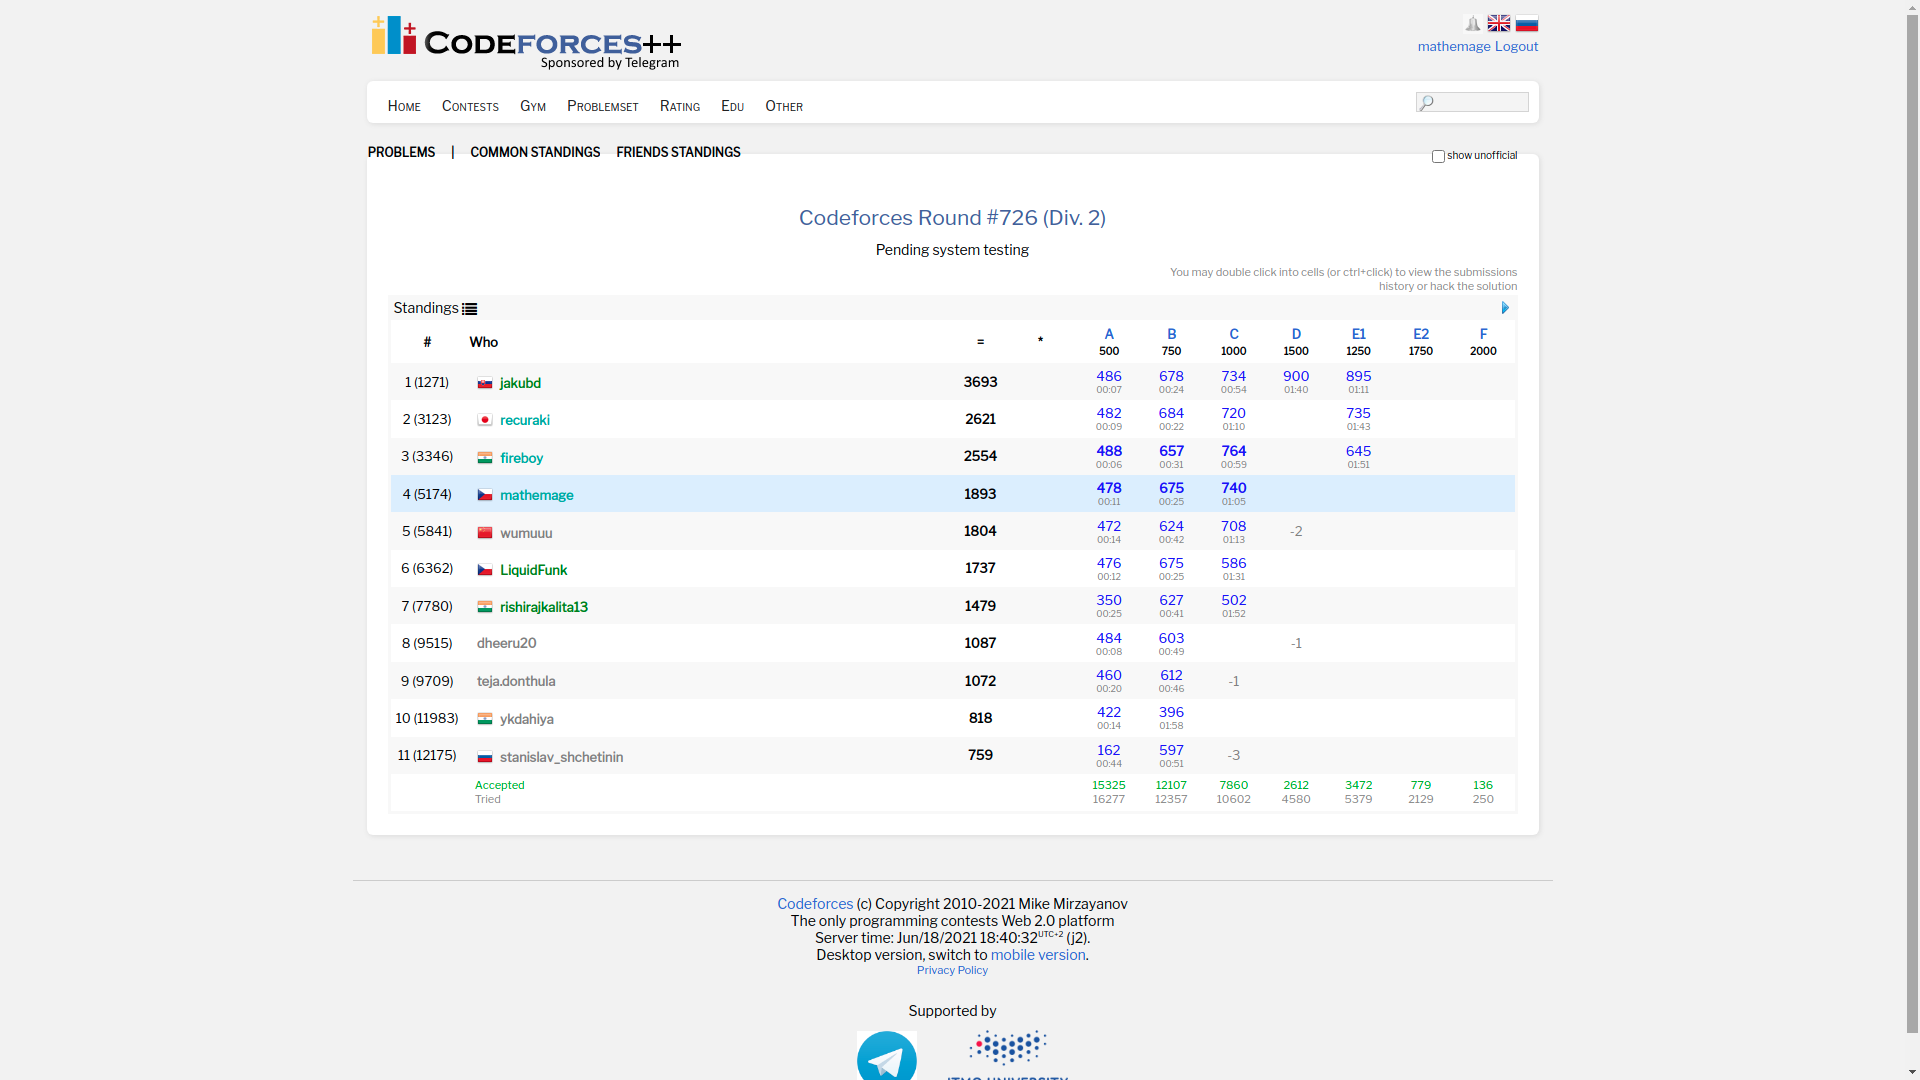 CODEFORCES++
Sponsored by Telegram
mathemage Logout
HOME CONTESTS GYM PROBLEMSET RATING EDU OTHER
PROBLEMS | COMMON STANDINGS FRIENDS STANDINGS
show unofficial
Codeforces Round #726 (Div. 2)
Pending system testing
You may double click into cells (or ctrl+click) to view the submissions
history or hack the solution
Standings
# Who = * A B C D E1 E2 F
500 750 1000 1500 1250 1750 2000
1 (1271) jakubd 3693 486 678 734 900 895
00:07 00:24 00:54 01:40 01:11
2 (3123) recuraki 2621 482 684 720 735
00:09 00:22 01:10 01:43
3 (3346) fireboy 2554 488 657 764 645
00:06 00:31 00:59 01:51
4 (5174) mathemage 1893 478 675 740
00:11 00:25 01:05
5 (5841) wumuuu 1804 472 624 708 -2
00:14 00:42 01:13
6 (6362) LiquidFunk 1737 476 675 586
00:12 00:25 01:31
7 (7780) rishirajkalita13 1479 350 627 502
00:25 00:41 01:52
8 (9515) dheeru20 1087 484 603 -1
00:08 00:49
9 (9709) teja.donthula 1072 460 612 -1
00:20 00:46
10 (11983) ykdahiya 818 422 396
00:14 01:58
11 (12175) stanislav_shchetinin 759 162 597 -3
00:44 00:51
Accepted 15325 12107 7860 2612 3472 779 136
Tried 16277 12357 10602 4580 5379 2129 250
Codeforces (c) Copyright 2010-2021 Mike Mirzayanov
The only programming contests Web 2.0 platform
Server time: Jun/18/2021 18:40:32UTC+2 (j2).
Desktop version, switch to mobile version.
Privacy Policy
Supported by
ITMO UNIVERSITY